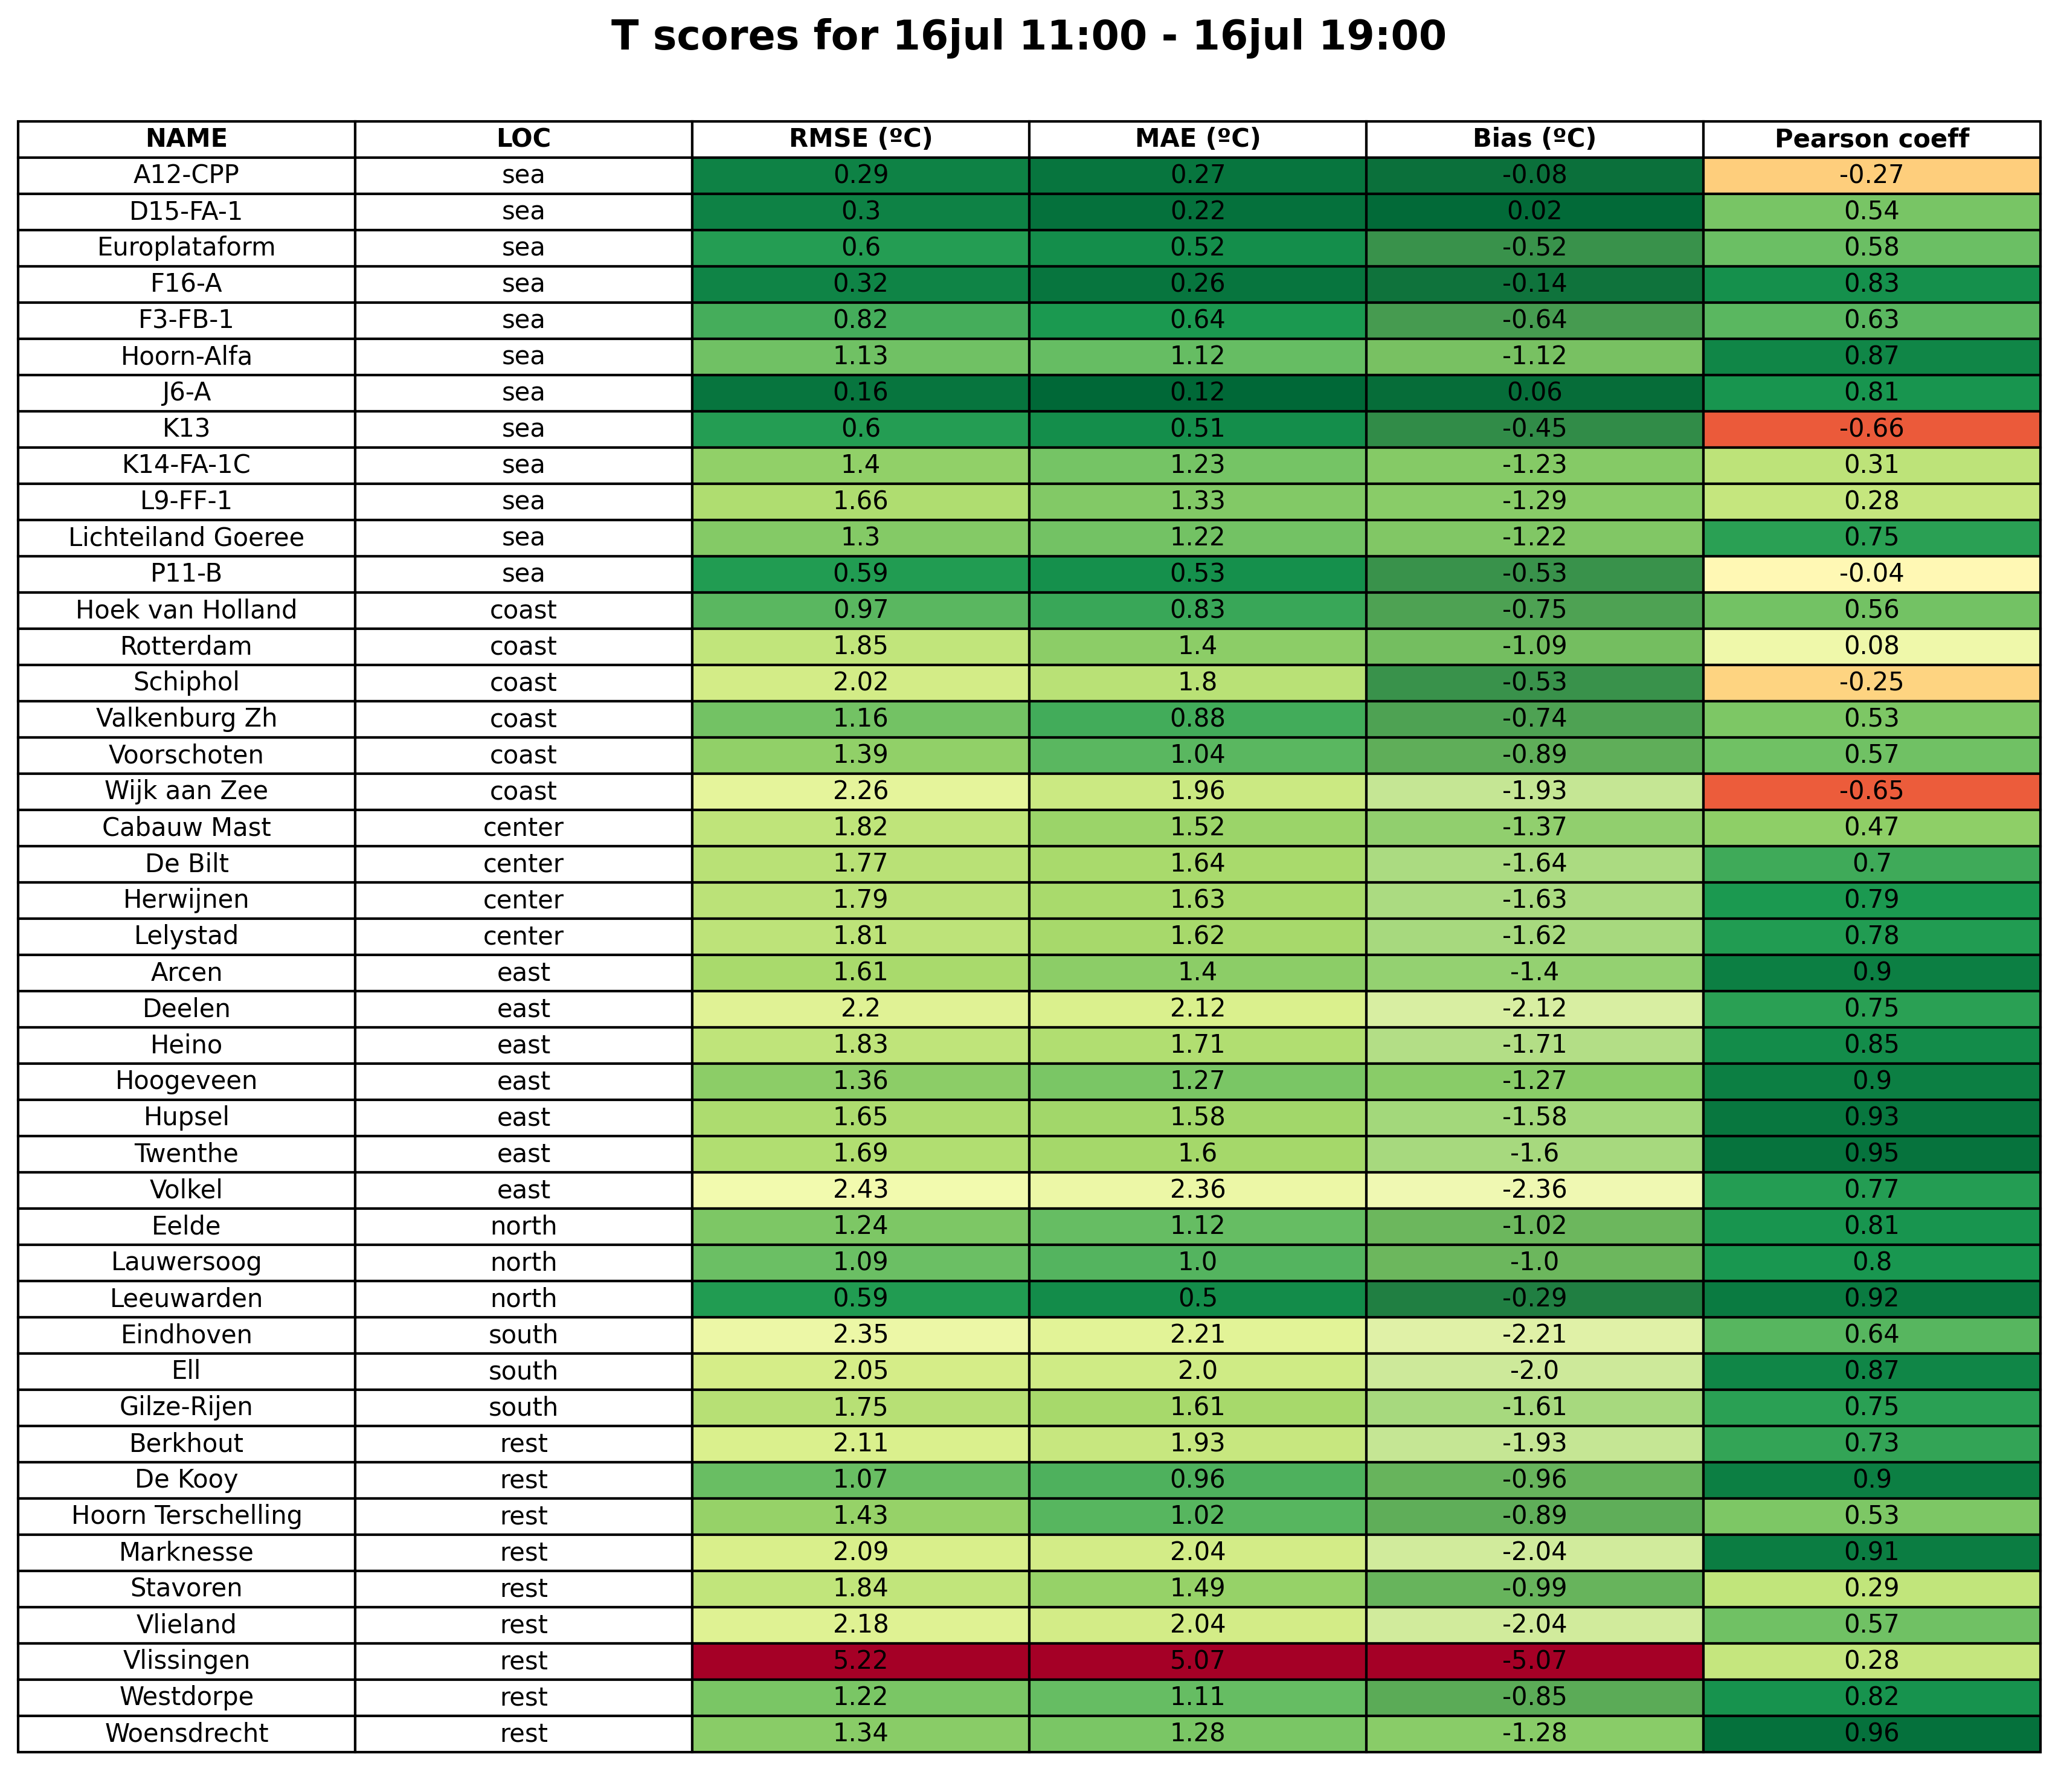 T scores for 16jul 11:00 - 16jul 19:00
NAME LOC RMSE (ºC) MAE (ºC) Bias (ºC) Pearson coeff
A12-CPP sea 0.29 0.27 -0.08 -0.27
D15-FA-1 sea 0.3 0.22 0.02 0.54
Europlataform sea 0.6 0.52 -0.52 0.58
F16-A sea 0.32 0.26 -0.14 0.83
F3-FB-1 sea 0.82 0.64 -0.64 0.63
Hoorn-Alfa sea 1.13 1.12 -1.12 0.87
J6-A sea 0.16 0.12 0.06 0.81
K13 sea 0.6 0.51 -0.45 -0.66
K14-FA-1C sea 1.4 1.23 -1.23 0.31
L9-FF-1 sea 1.66 1.33 -1.29 0.28
Lichteiland Goeree sea 1.3 1.22 -1.22 0.75
P11-B sea 0.59 0.53 -0.53 -0.04
Hoek van Holland coast 0.97 0.83 -0.75 0.56
Rotterdam coast 1.85 1.4 -1.09 0.08
Schiphol coast 2.02 1.8 -0.53 -0.25
Valkenburg Zh coast 1.16 0.88 -0.74 0.53
Voorschoten coast 1.39 1.04 -0.89 0.57
Wijk aan Zee coast 2.26 1.96 -1.93 -0.65
Cabauw Mast center 1.82 1.52 -1.37 0.47
De Bilt center 1.77 1.64 -1.64 0.7
Herwijnen center 1.79 1.63 -1.63 0.79
Lelystad center 1.81 1.62 -1.62 0.78
Arcen east 1.61 1.4 -1.4 0.9
Deelen east 2.2 2.12 -2.12 0.75
Heino east 1.83 1.71 -1.71 0.85
Hoogeveen east 1.36 1.27 -1.27 0.9
Hupsel east 1.65 1.58 -1.58 0.93
Twenthe east 1.69 1.6 -1.6 0.95
Volkel east 2.43 2.36 -2.36 0.77
Eelde north 1.24 1.12 -1.02 0.81
Lauwersoog north 1.09 1.0 -1.0 0.8
Leeuwarden north 0.59 0.5 -0.29 0.92
Eindhoven south 2.35 2.21 -2.21 0.64
Ell south 2.05 2.0 -2.0 0.87
Gilze-Rijen south 1.75 1.61 -1.61 0.75
Berkhout rest 2.11 1.93 -1.93 0.73
De Kooy rest 1.07 0.96 -0.96 0.9
Hoorn Terschelling rest 1.43 1.02 -0.89 0.53
Marknesse rest 2.09 2.04 -2.04 0.91
Stavoren rest 1.84 1.49 -0.99 0.29
Vlieland rest 2.18 2.04 -2.04 0.57
Vlissingen rest 5.22 5.07 -5.07 0.28
Westdorpe rest 1.22 1.11 -0.85 0.82
Woensdrecht rest 1.34 1.28 -1.28 0.96